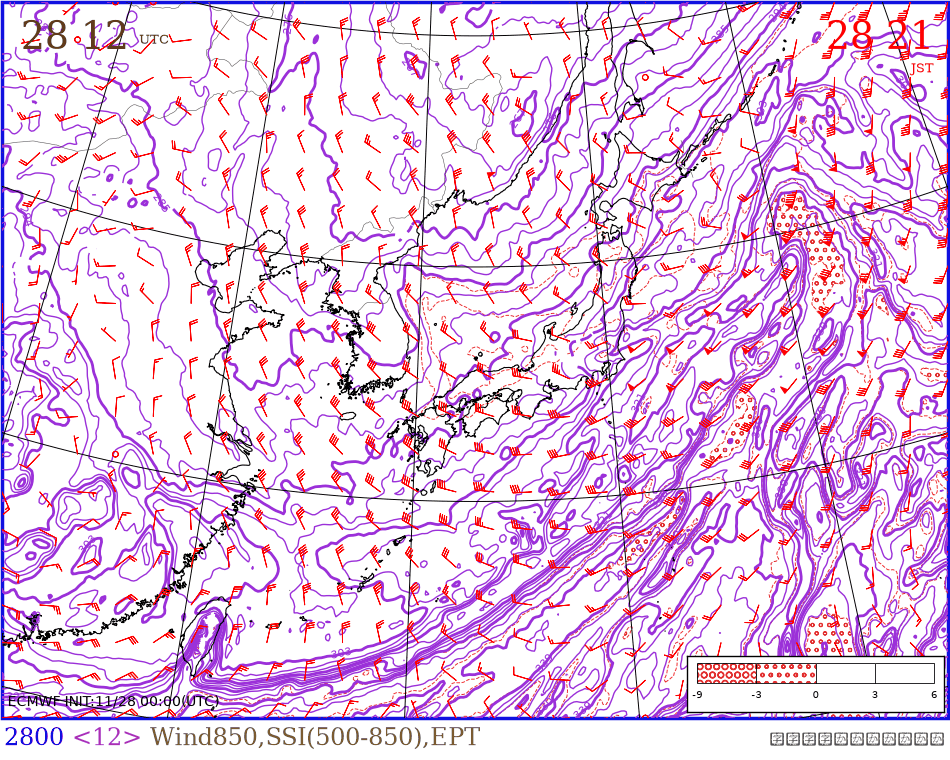 28 12 UTC
28 21
JST
ECMWF INIT:11/28 00:00(UTC)
-9 -3 0 3 6
2800 <12> Wind850,SSI(500-850),EPT